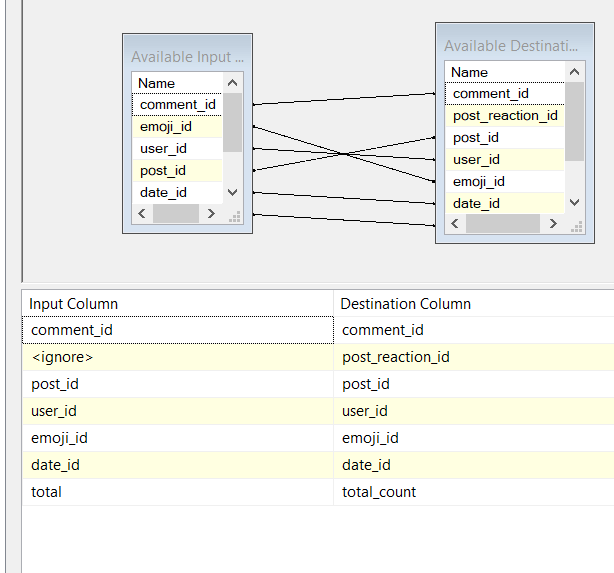 Available Input ...
Name
comment_id
emoji_id
user_id
post_id
date_id
Available Destinati...
Name
comment_id
post_reaction_id
post_id
user_id
emoji_id
date_id
Input Column Destination Column
comment_id comment_id
<ignore> post_reaction_id
post_id post_id
user_id user_id
emoji_id emoji_id
date_id date_id
total total_count